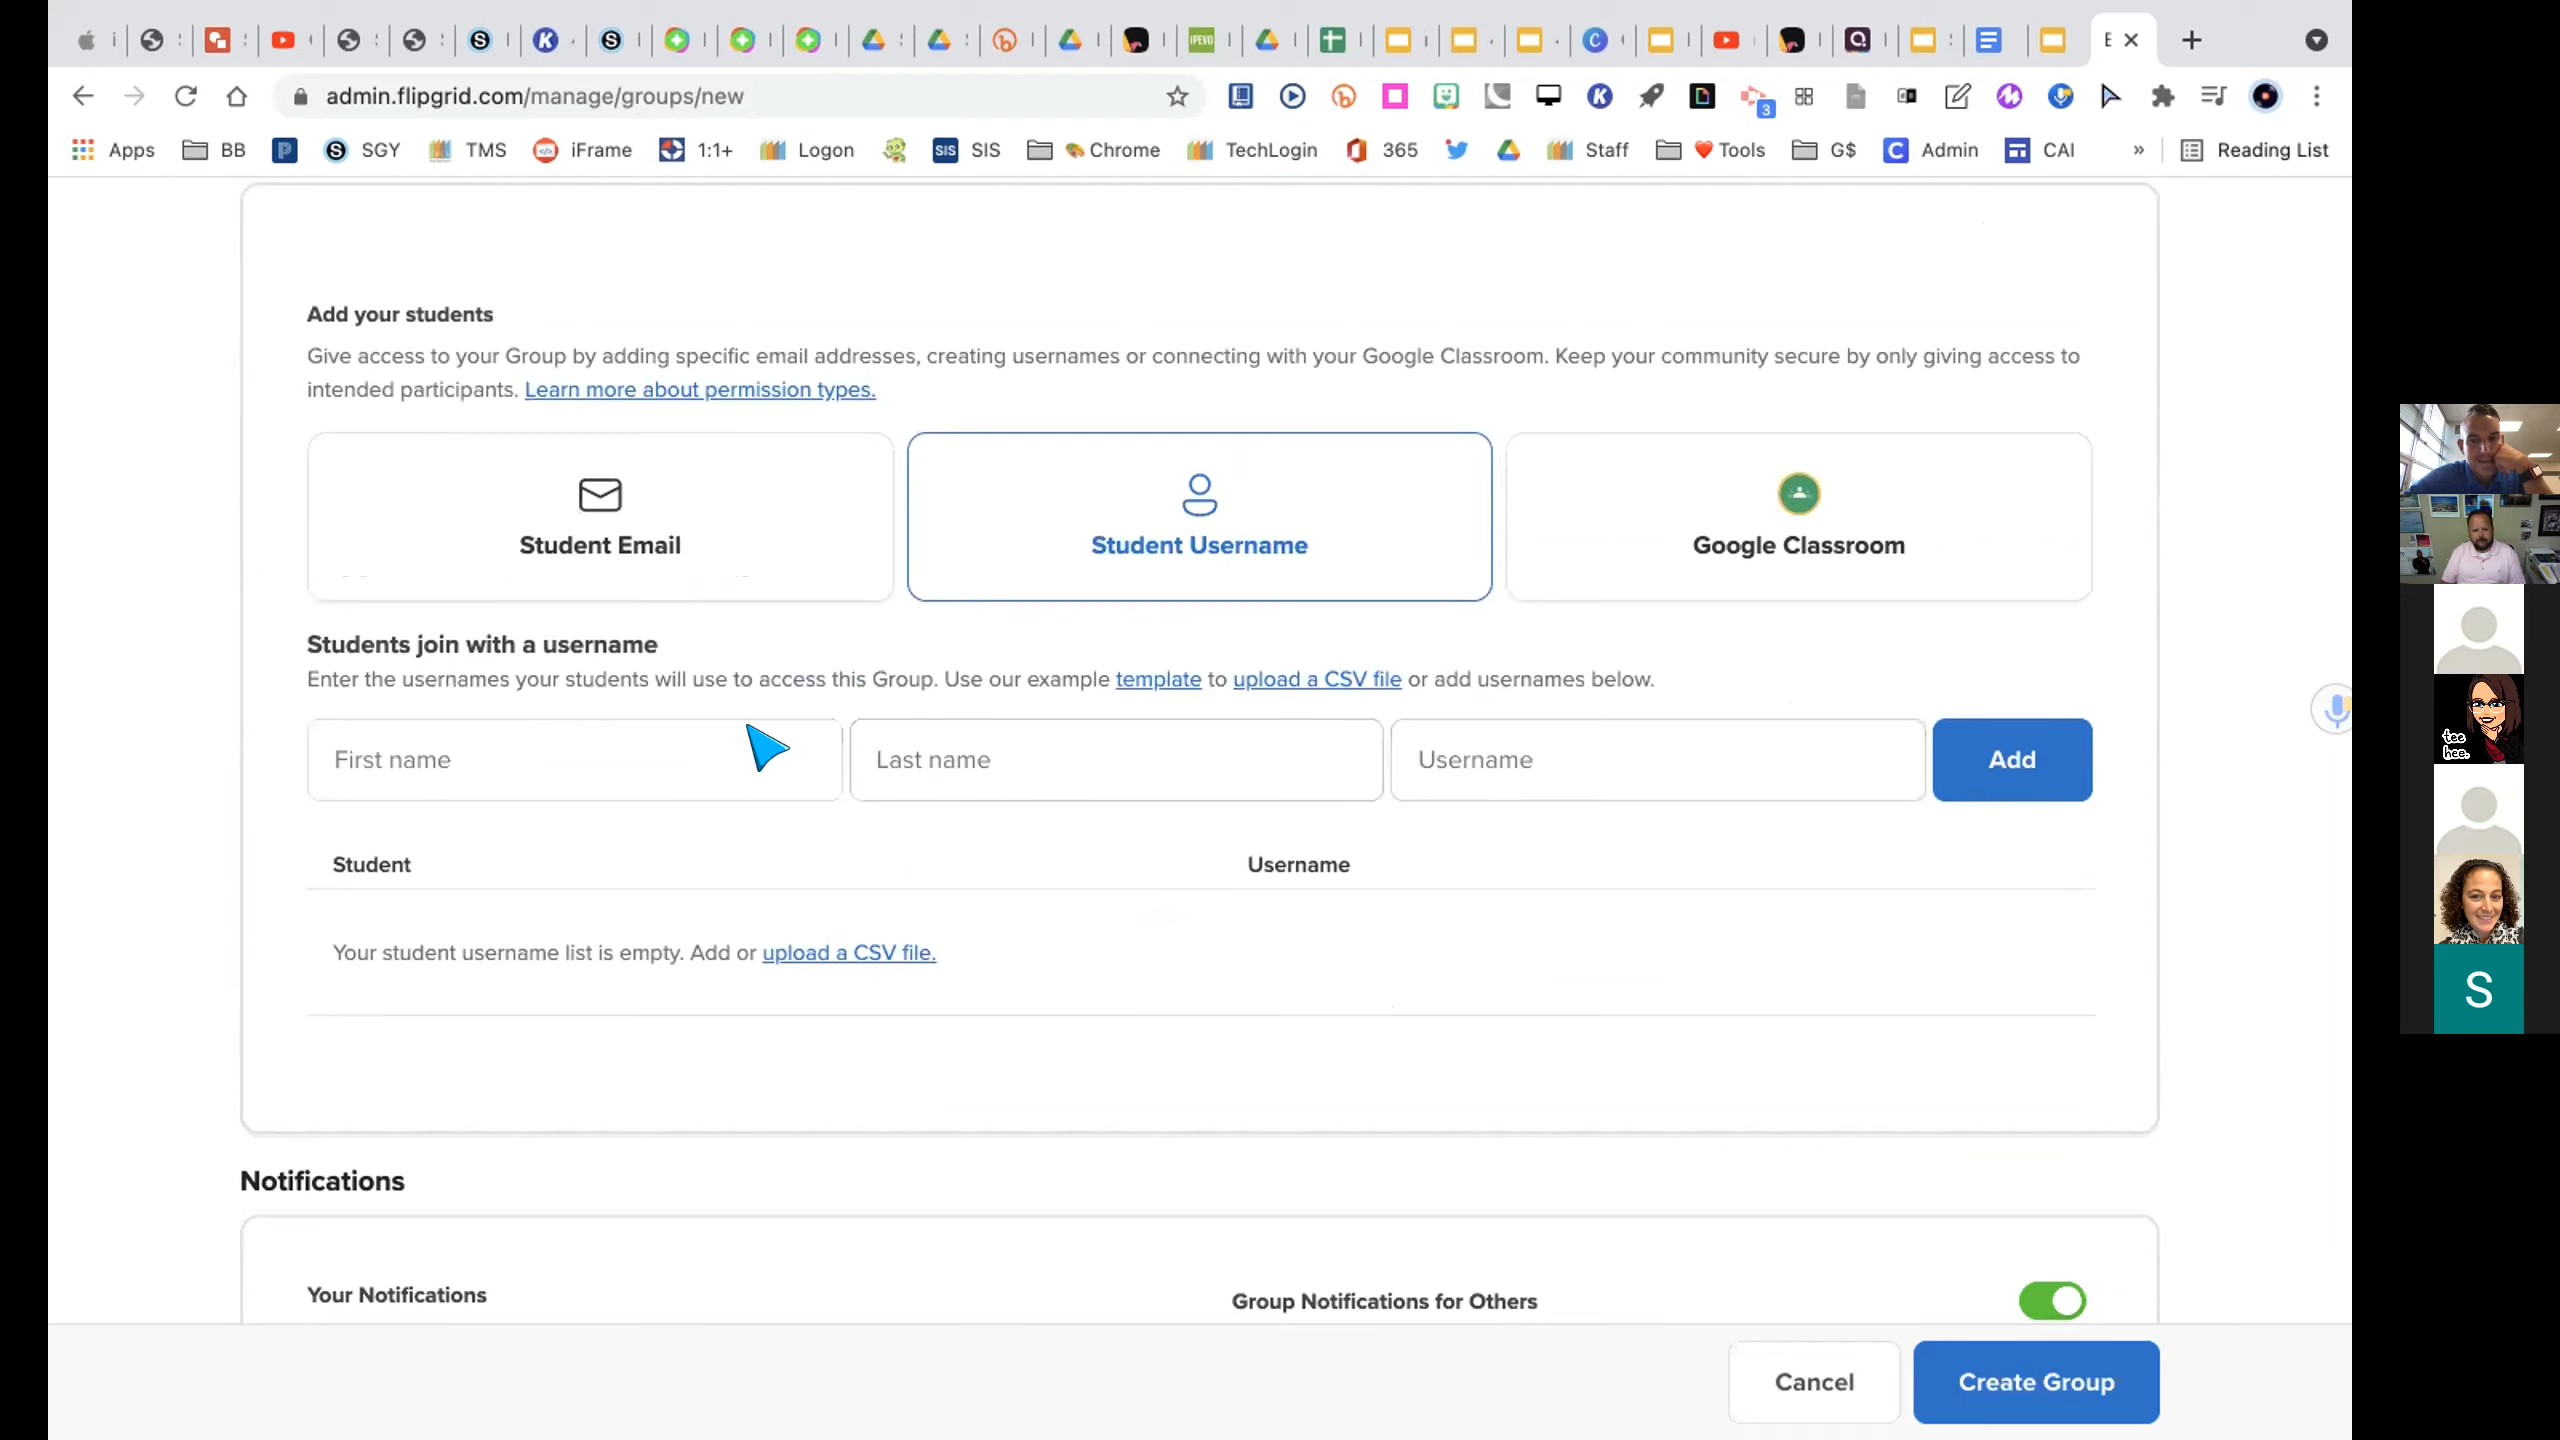 admin.flipgrid.com/manage/groups/new
3
Apps BB SGY TMS iFrame 1:1+ Logon SIS SIS Chrome TechLogin 365 Staff Tools G$ Admin CAI » Reading List
Add your students
Give access to your Group by adding specific email addresses, creating usernames or connecting with your Google Classroom. Keep your community secure by only giving access to
intended participants. Learn more about permission types.
Student Email
Student Username
Google Classroom
Students join with a username
Enter the usernames your students will use to access this Group. Use our example template to upload a CSV file or add usernames below.
First name Last name Username Add
Student Username
Your student username list is empty. Add or upload a CSV file.
Notifications
Your Notifications
Group Notifications for Others
Cancel Create Group
tee
hee.
S